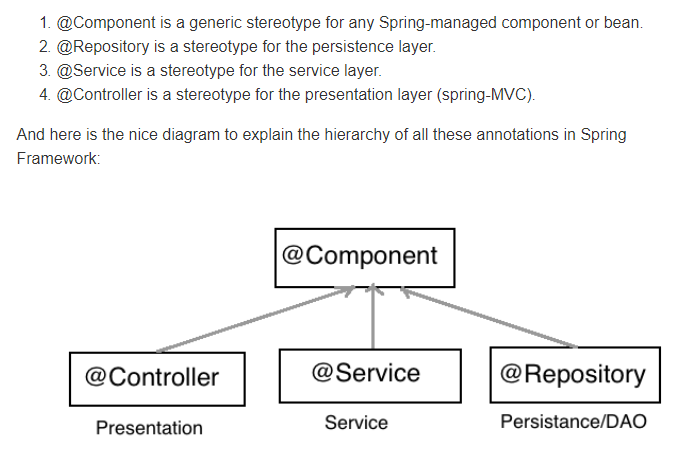 1. @Component is a generic stereotype for any Spring-managed component or bean.
2. @Repository is a stereotype for the persistence layer.
3. @Service is a stereotype for the service layer.
4. @Controller is a stereotype for the presentation layer (spring-MVC).
And here is the nice diagram to explain the hierarchy of all these annotations in Spring
Framework:
@Component
@Controller
@Service
@Repository
Presentation
Service
Persistance/DAO